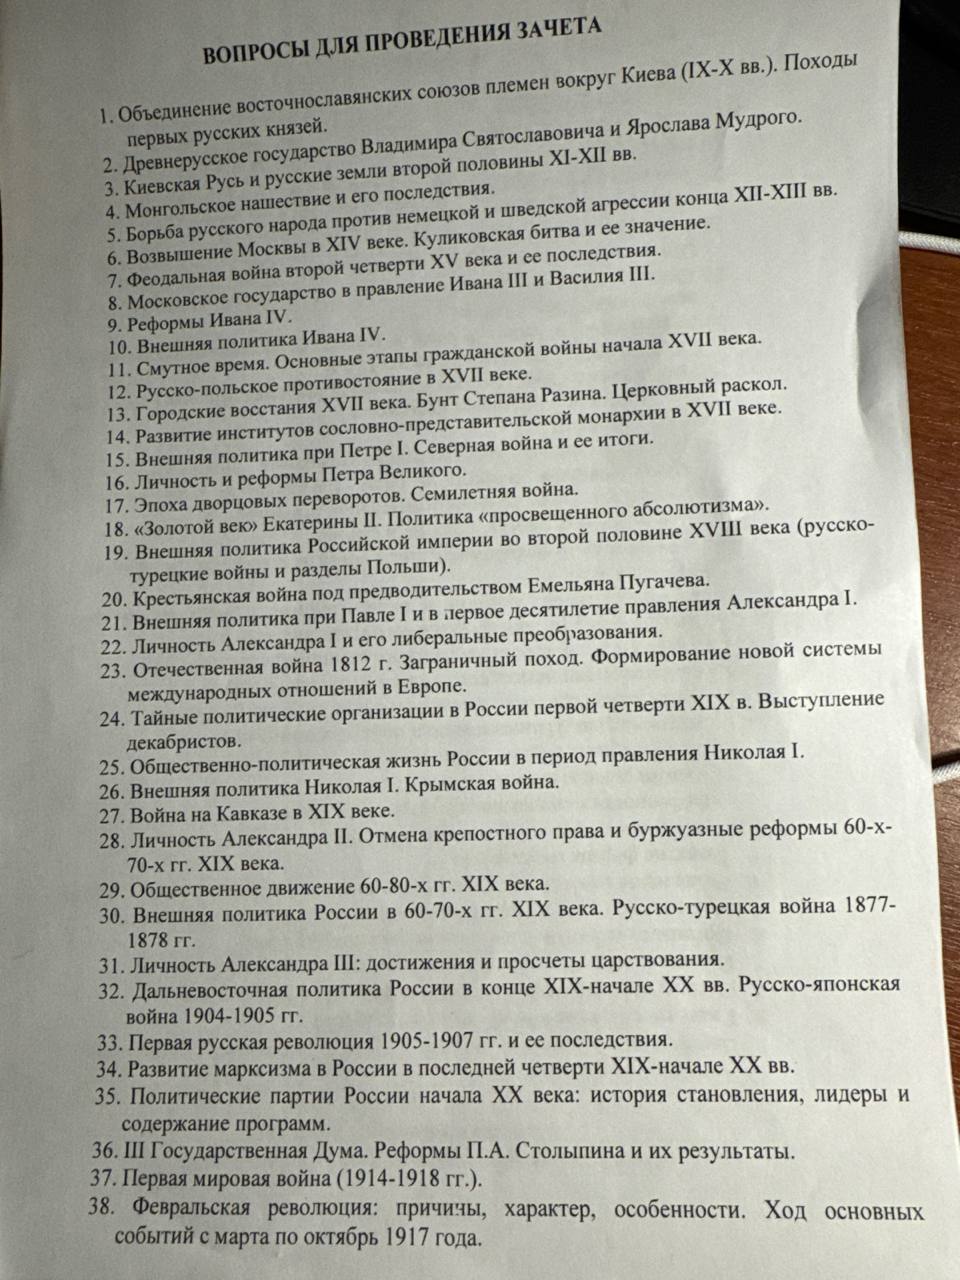 ВОПРОСЫ ДЛЯ ПРОВЕДЕНИЯ ЗАЧЕТА
1. Объединение восточнославянских союзов племен вокруг Киева (IX-X вв.). Походы
первых русских князей.
2. Древнерусское государство Владимира Святославовича и Ярослава Мудрого.
3. Киевская Русь и русские земли второй половины XI-XII вв.
4. Монгольское нашествие и его последствия.
5. Борьба русского народа против немецкой и шведской агрессии конца XII-XIII вв.
6. Возвышение Москвы в XIV веке. Куликовская битва и ее значение.
7. Феодальная война второй четверти XV века и ее последствия.
8. Московское государство в правление Ивана III и Василия III.
9. Реформы Ивана IV.
10. Внешняя политика Ивана IV.
11. Смутное время. Основные этапы гражданской войны начала XVII века.
12. Русско-польское противостояние в XVII веке.
13. Городские восстания XVII века. Бунт Степана Разина. Церковный раскол.
14. Развитие институтов сословно-представительской монархии в XVII веке.
15. Внешняя политика при Петре I. Северная война и ее итоги.
16. Личность и реформы Петра Великого.
17. Эпоха дворцовых переворотов. Семилетняя война.
18. «Золотой век» Екатерины II. Политика «просвещенного абсолютизма».
19. Внешняя политика Российской империи во второй половине XVIII века (русско-
турецкие войны и разделы Польши).
20. Крестьянская война под предводительством Емельяна Пугачева.
21. Внешняя политика при Павле I и в первое десятилетие правления Александра I.
22. Личность Александра I и его либеральные преобразования.
23. Отечественная война 1812 г. Заграничный поход. Формирование новой системы
международных отношений в Европе.
24. Тайные политические организации в России первой четверти XIX в. Выступление
декабристов.
25. Общественно-политическая жизнь России в период правления Николая I.
26. Внешняя политика Николая I. Крымская война.
27. Война на Кавказе в XIX веке.
28. Личность Александра II. Отмена крепостного права и буржуазные реформы 60-х-
70-х гг. XIX века.
29. Общественное движение 60-80-х гг. XIX века.
30. Внешняя политика России в 60-70-х гг. XIX века. Русско-турецкая война 1877-
1878 гг.
31. Личность Александра III: достижения и просчеты царствования.
32. Дальневосточная политика России в конце XIX-начале XX вв. Русско-японская
война 1904-1905 гг.
33. Первая русская революция 1905-1907 гг. и ее последствия.
34. Развитие марксизма в России в последней четверти XIX-начале XX вв.
35. Политические партии России начала XX века: история становления, лидеры и
содержание программ.
36. III Государственная Дума. Реформы П.А. Столыпина и их результаты.
37. Первая мировая война (1914-1918 гг.).
38. Февральская революция: причины, характер, особенности. Ход основных
событий с марта по октябрь 1917 года.